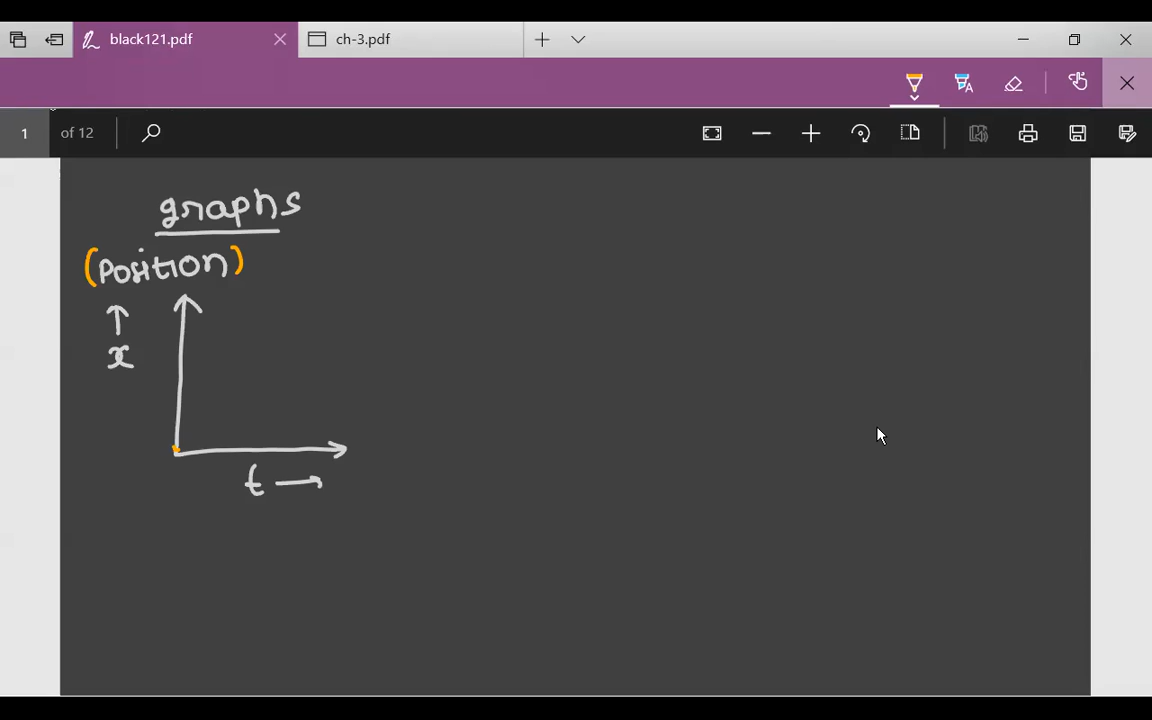 black121.pdf
ch-3.pdf
1 of 12
graphs
(Position)
x
t